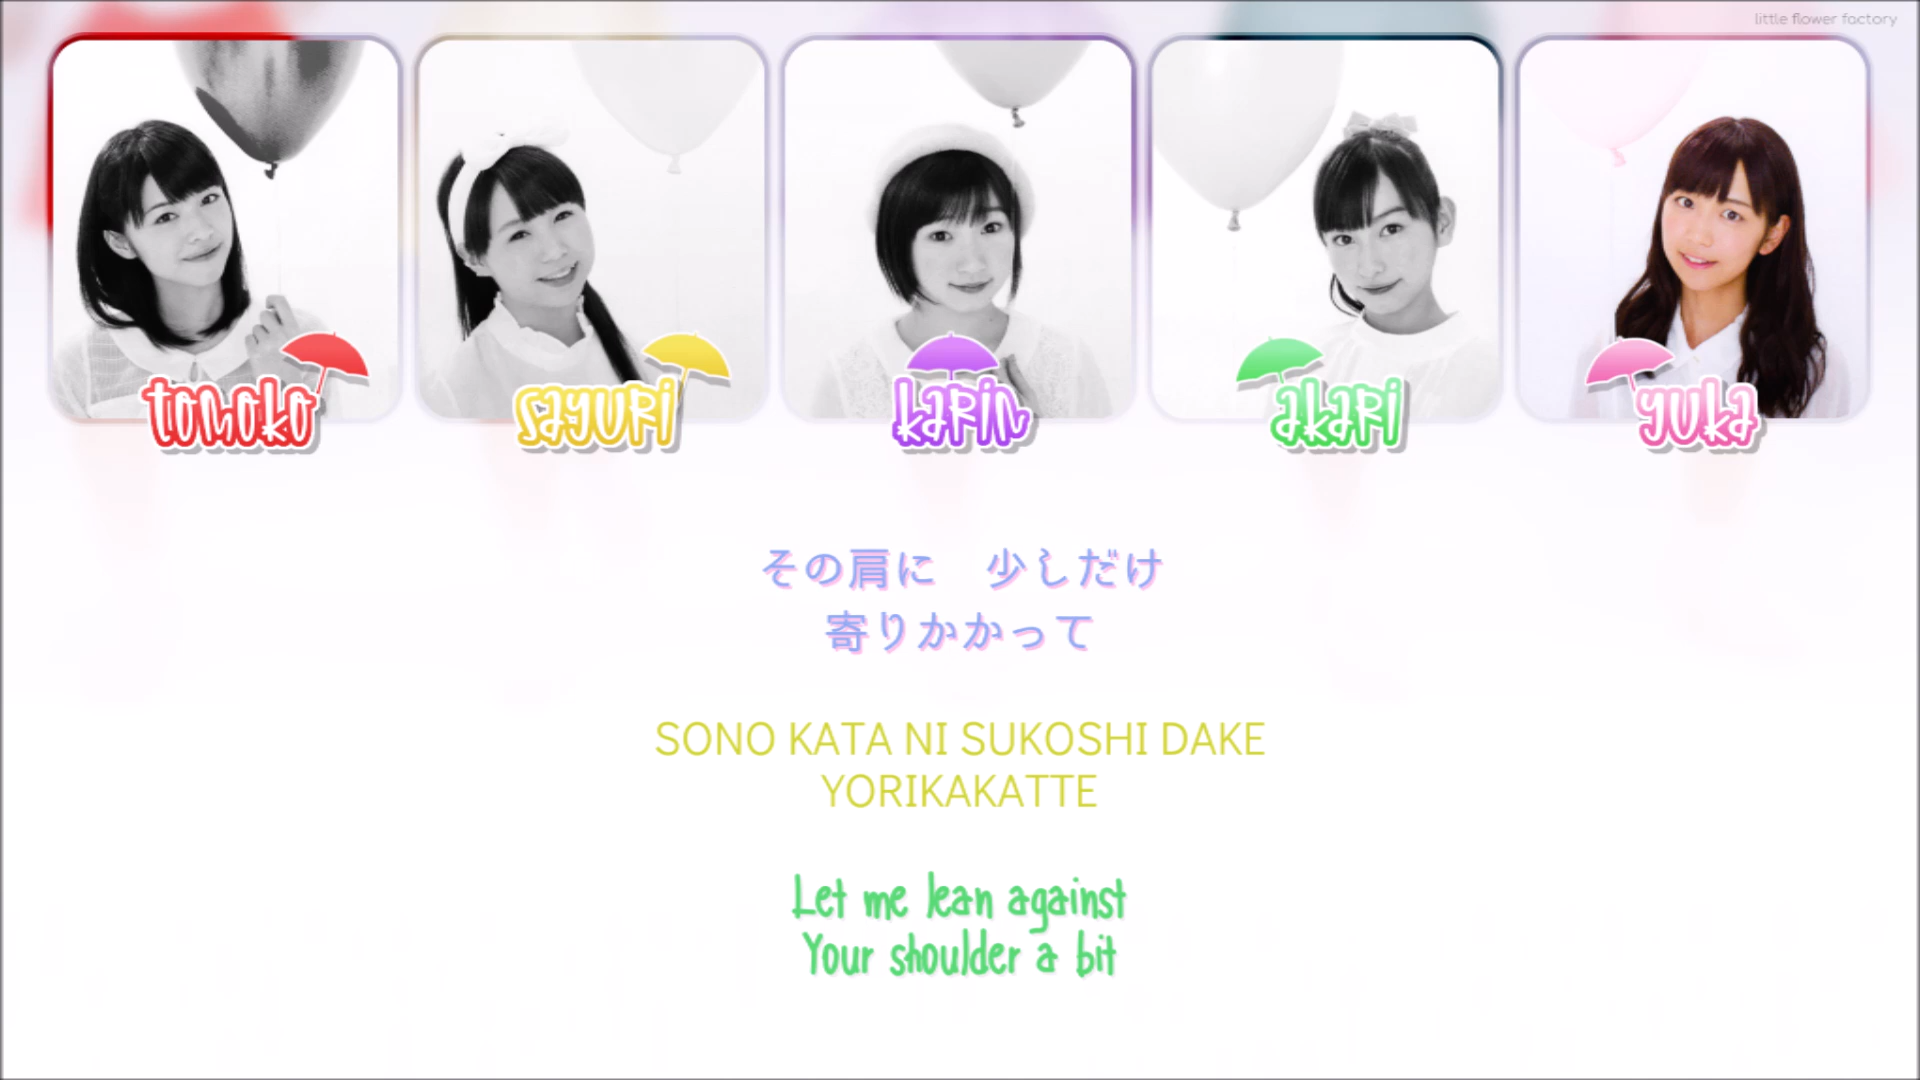 little flower factory
tomoko
sayuri
karin
akari
yuka
その肩に　少しだけ
寄りかかって
SONO KATA NI SUKOSHI DAKE
YORIKAKATTE
Let me lean against
Your shoulder a bit